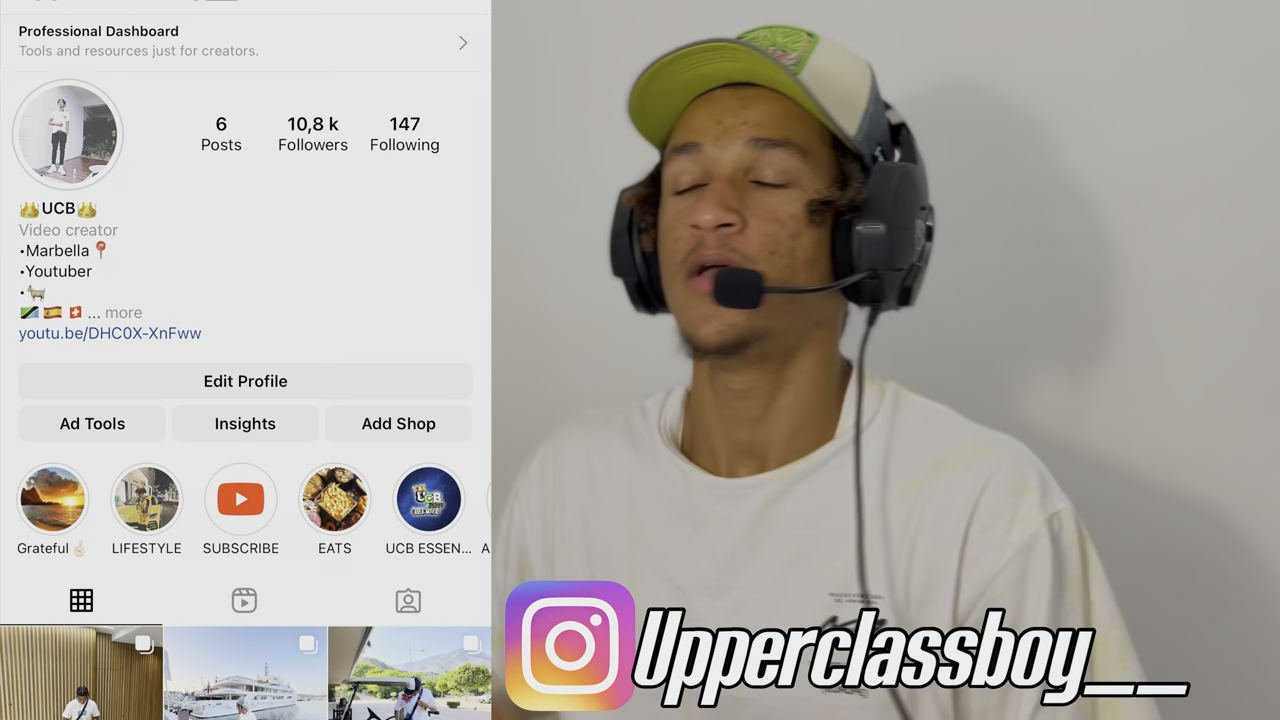 Professional Dashboard
Tools and resources just for creators.
6
Posts
10,8 k
Followers
147
Following
👑UCB👑
Video creator
•Marbella📍
•Youtuber
•🐐
🇹🇿 🇪🇸 🇨🇭 ... more
youtu.be/DHC0X-XnFww
Edit Profile
Ad Tools
Insights
Add Shop
Grateful🤞🏻
LIFESTYLE
SUBSCRIBE
EATS
UCB ESSEN...
A
UCB
Upperclassboy__